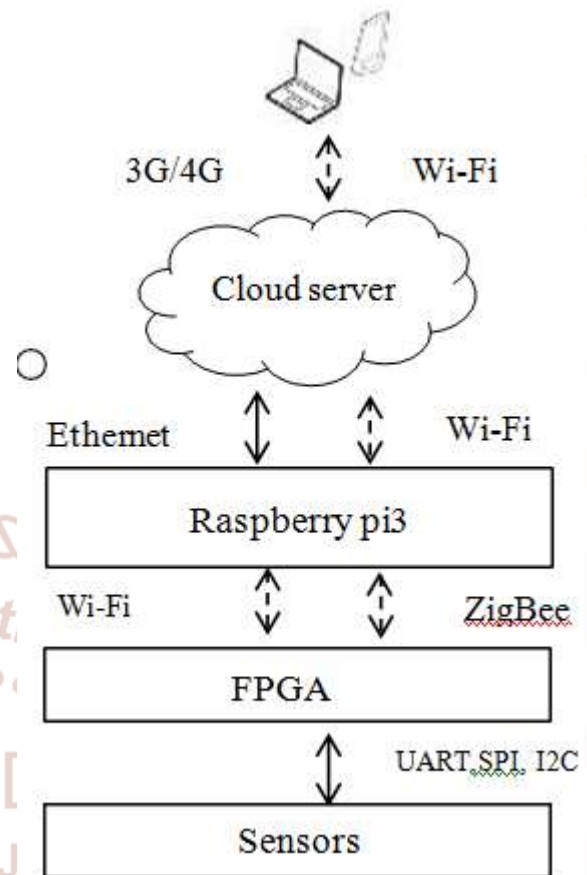 3G/4G Wi-Fi
Cloud server
Ethernet Wi-Fi
Raspberry pi3
Wi-Fi ZigBee
FPGA
UART,SPI, I2C
Sensors